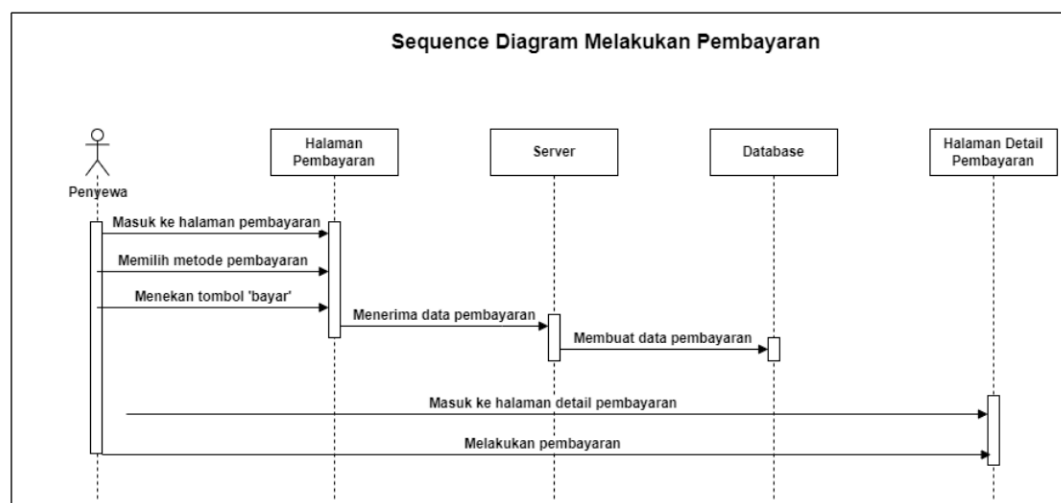 Sequence Diagram Melakukan Pembayaran
Halaman
Pembayaran
Server
Database
Halaman Detail
Pembayaran
Penyewa
Masuk ke halaman pembayaran
Memilih metode pembayaran
Menekan tombol 'bayar'
Menerima data pembayaran
Membuat data pembayaran
Masuk ke halaman detail pembayaran
Melakukan pembayaran